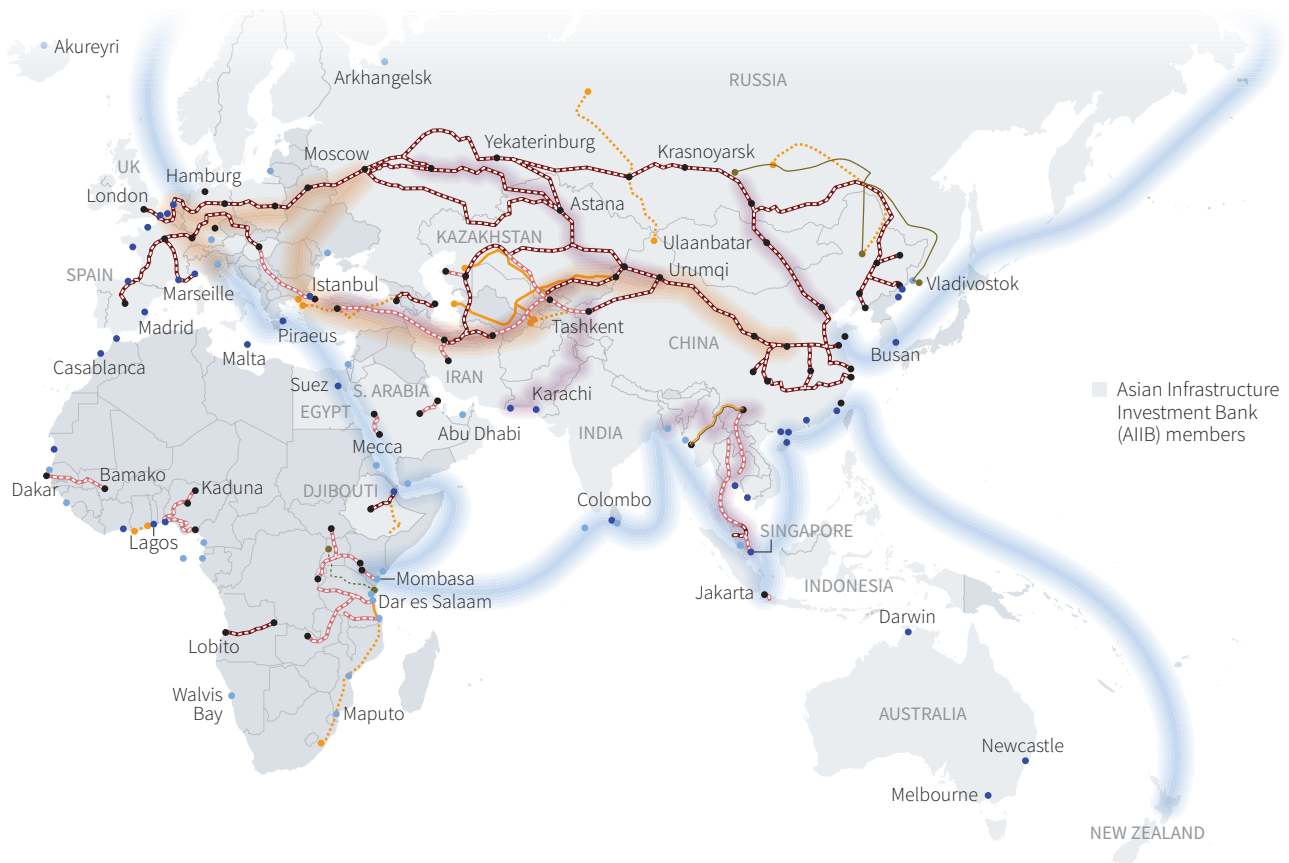 Akureyri
Arkhangelsk
RUSSIA
Yekaterinburg
Moscow
Krasnoyarsk
UK
Hamburg
London
Astana
KAZAKHSTAN
Ulaanbatar
Urumqi
SPAIN
Marseille
Istanbul
Vladivostok
Madrid
Piraeus
Tashkent
CHINA
Busan
Casablanca
Malta
Suez
S. ARABIA
IRAN
EGYPT
Karachi
Asian Infrastructure
Investment Bank
(AIIB) members
Abu Dhabi
INDIA
Mecca
Dakar
Bamako
Kaduna
DJIBOUTI
Colombo
Lagos
SINGAPORE
Mombasa
INDONESIA
Jakarta
Dar es Salaam
Darwin
Lobito
Walvis
Bay
Maputo
AUSTRALIA
Newcastle
Melbourne
NEW ZEALAND